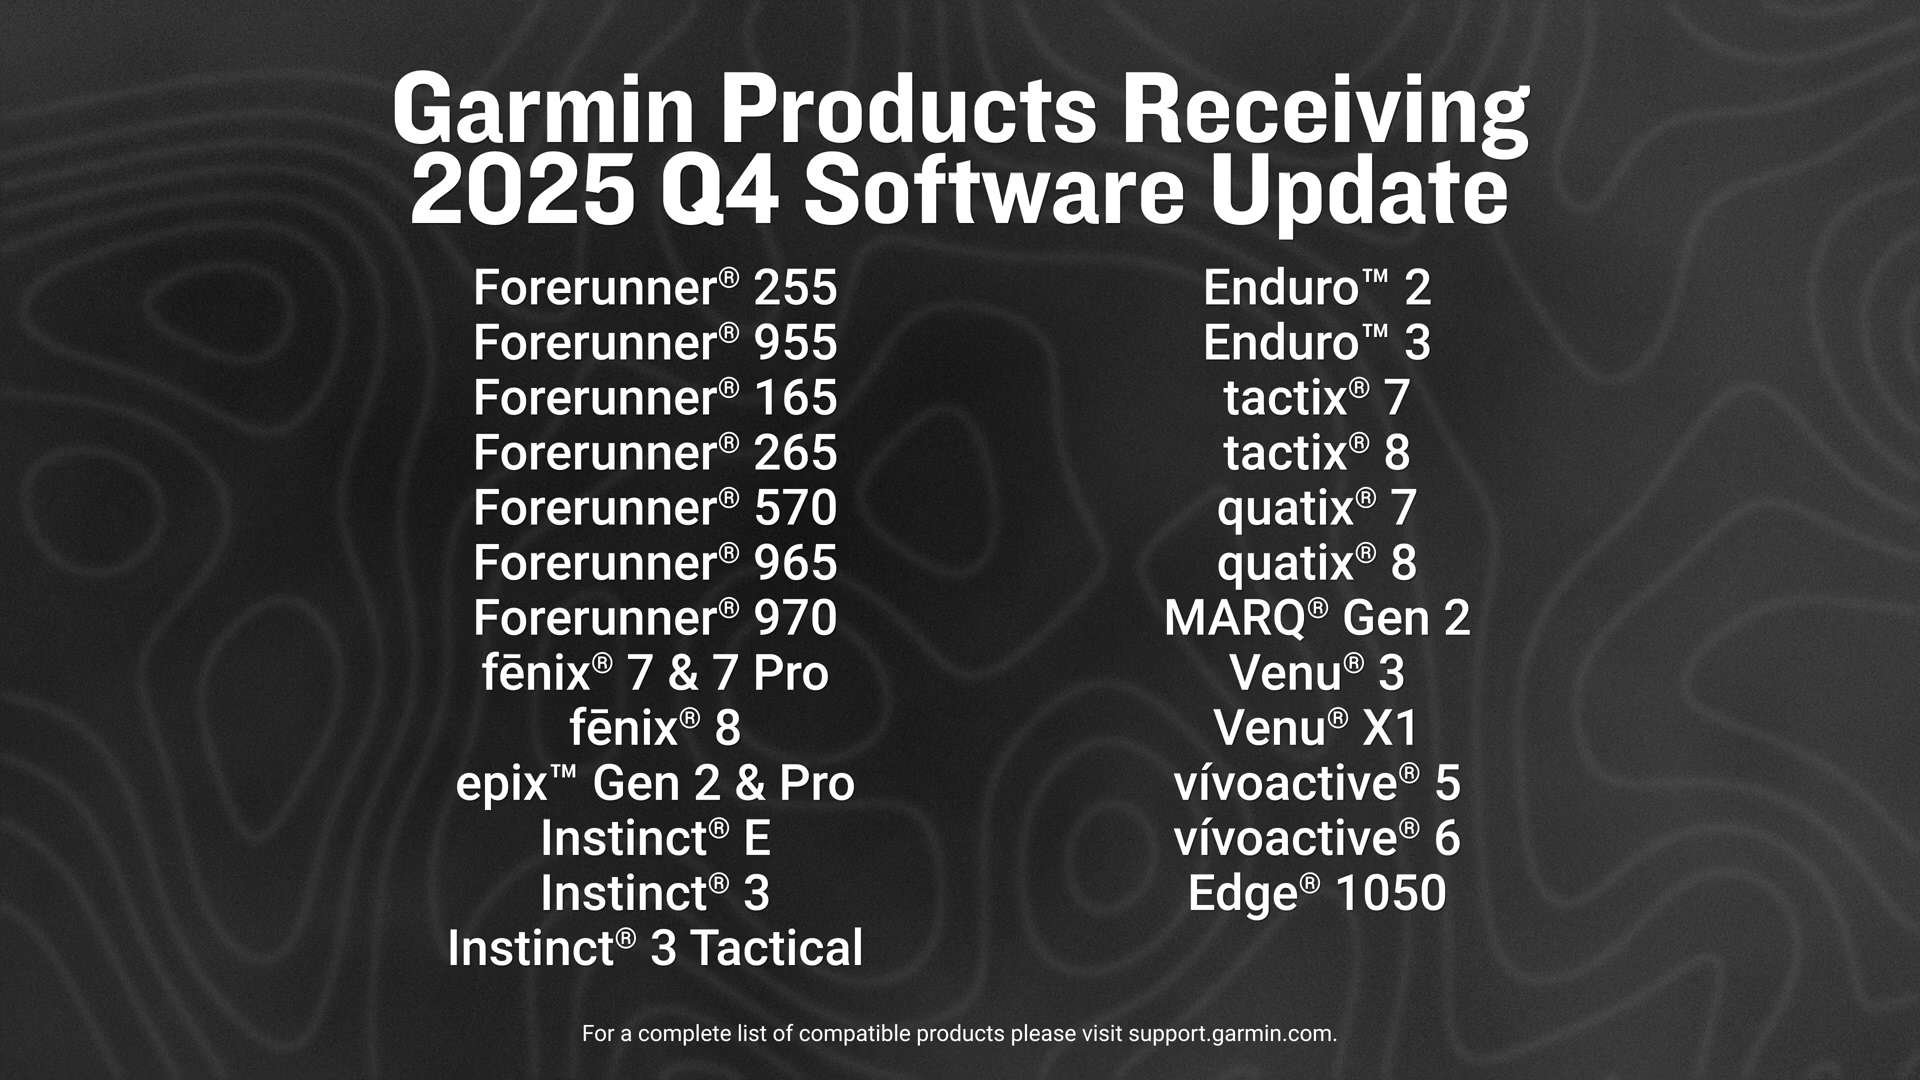 Garmin Products Receiving
2025 Q4 Software Update
Forerunner® 255
Forerunner® 955
Forerunner® 165
Forerunner® 265
Forerunner® 570
Forerunner® 965
Forerunner® 970
fēnix® 7 & 7 Pro
fēnix® 8
epix™ Gen 2 & Pro
Instinct® E
Instinct® 3
Instinct® 3 Tactical
Enduro™ 2
Enduro™ 3
tactix® 7
tactix® 8
quatix® 7
quatix® 8
MARQ® Gen 2
Venu® 3
Venu® X1
vívoactive® 5
vívoactive® 6
Edge® 1050
For a complete list of compatible products please visit support.garmin.com.